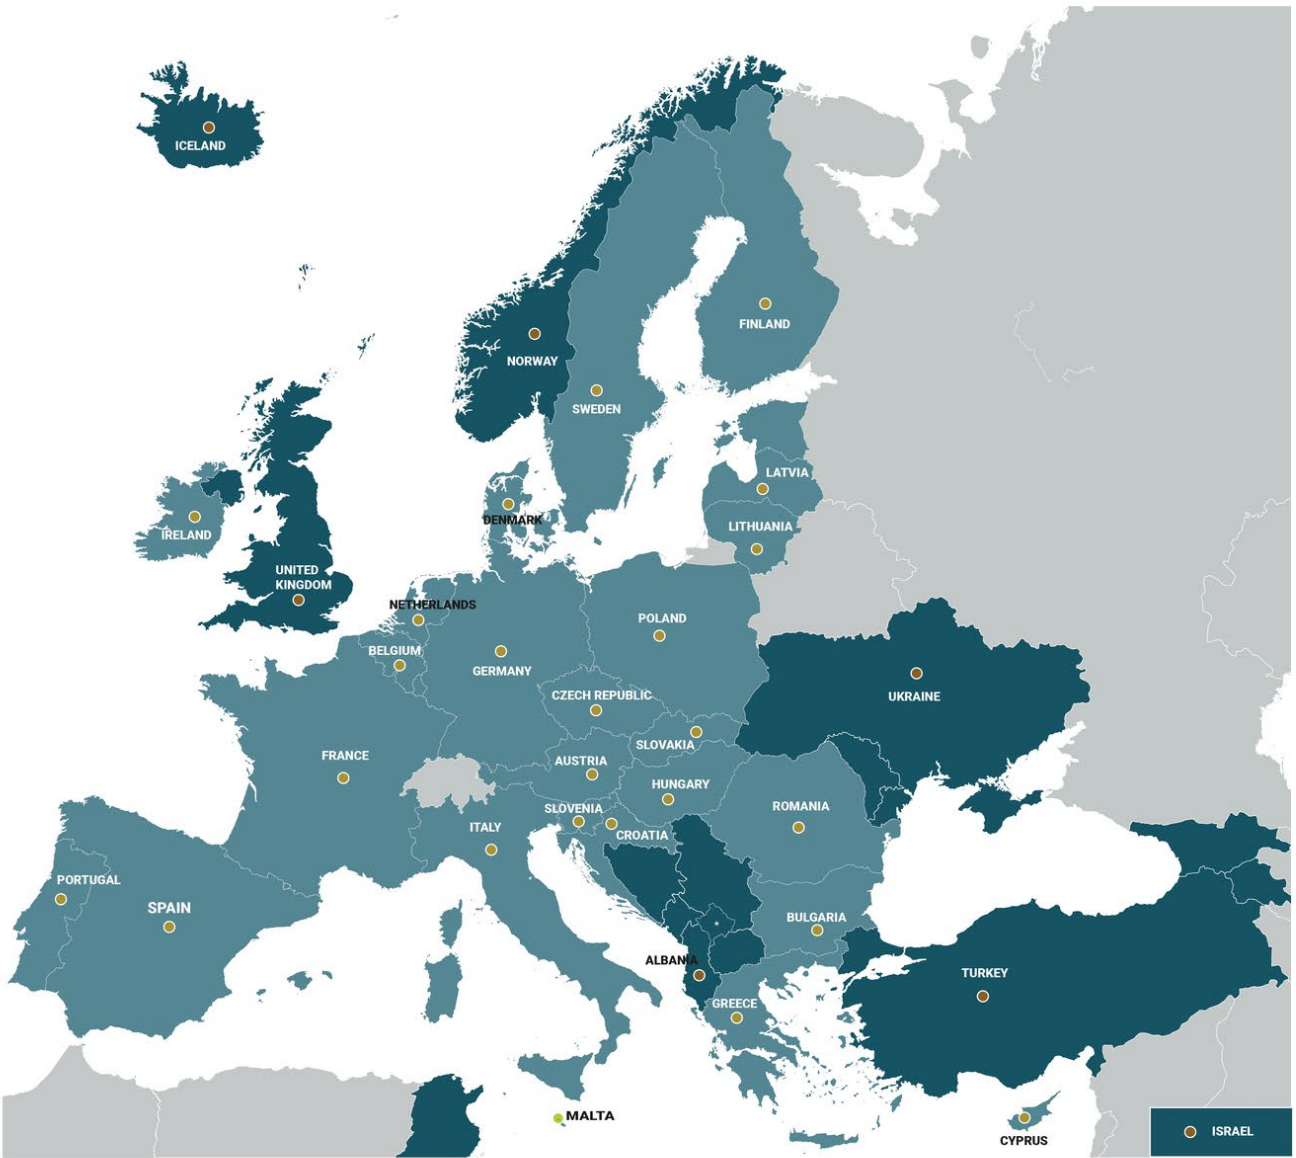 ICELAND
NORWAY
FINLAND
SWEDEN
LATVIA
DENMARK
LITHUANIA
IRELAND
UNITED
KINGDOM
NETHERLANDS
POLAND
BELGIUM
GERMANY
CZECH REPUBLIC
UKRAINE
SLOVAKIA
FRANCE
AUSTRIA
HUNGARY
SLOVENIA
ROMANIA
ITALY
CROATIA
PORTUGAL
SPAIN
BULGARIA
*
ALBANIA
TURKEY
GREECE
MALTA
CYPRUS
ISRAEL